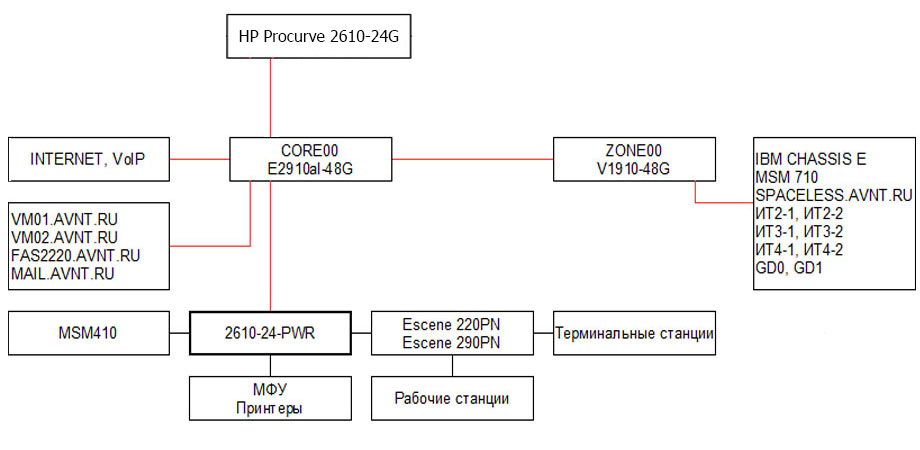 HP Procurve 2610-24G
INTERNET, VoIP
CORE00
E2910al-48G
ZONE00
V1910-48G
IBM CHASSIS E
MSM 710
SPACELESS.AVNT.RU
ИТ2-1, ИТ2-2
ИТ3-1, ИТ3-2
ИТ4-1, ИТ4-2
GD0, GD1
VM01.AVNT.RU
VM02.AVNT.RU
FAS2220.AVNT.RU
MAIL.AVNT.RU
MSM410
2610-24-PWR
Escene 220PN
Escene 290PN
Терминальные станции
МФУ
Принтеры
Рабочие станции